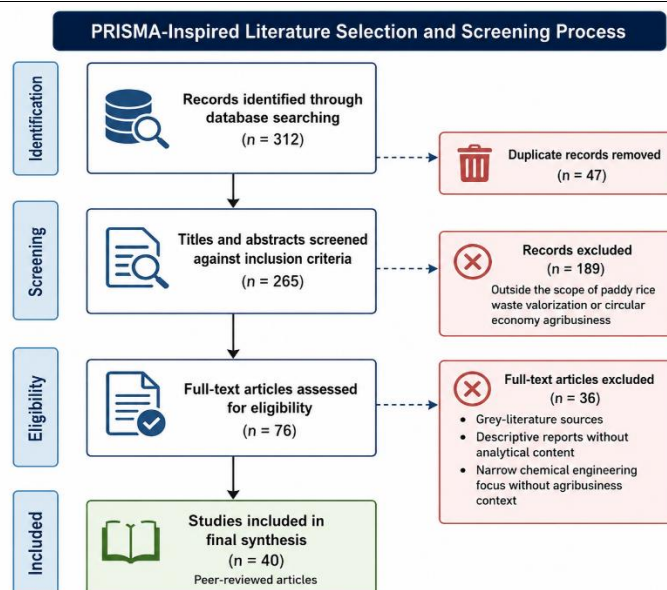 PRISMA-Inspired Literature Selection and Screening Process
Identification
Records identified through
database searching
(n = 312)
Duplicate records removed
(n = 47)
Screening
Titles and abstracts screened
against inclusion criteria
(n = 265)
Records excluded
(n = 189)
Outside the scope of paddy rice
waste valorization or circular
economy agribusiness
Eligibility
Full-text articles assessed
for eligibility
(n = 76)
Full-text articles excluded
(n = 36)
• Grey-literature sources
• Descriptive reports without
analytical content
• Narrow chemical engineering
focus without agribusiness
context
Included
Studies included in
final synthesis
(n = 40)
Peer-reviewed articles